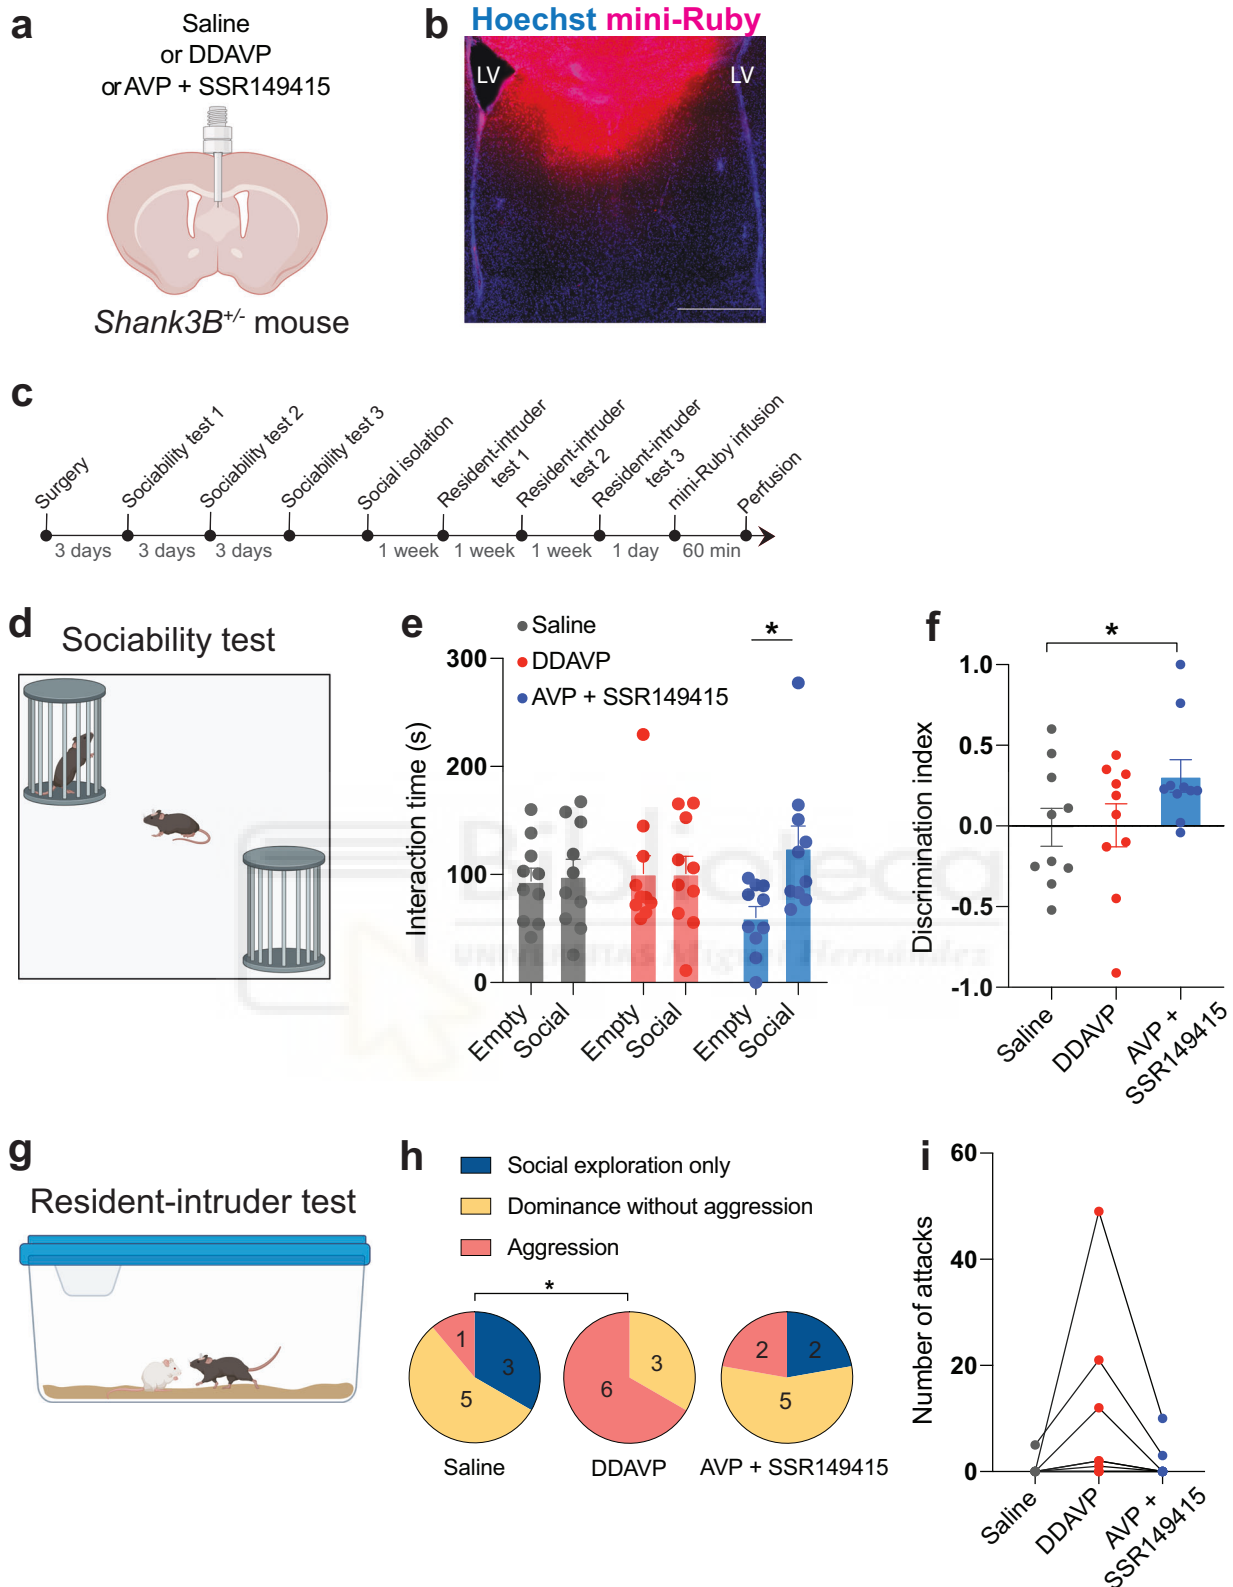 a
Saline
or DDAVP
or AVP + SSR149415
Shank3B+/- mouse
b
Hoechst mini-Ruby
LV
LV
c
Surgery
Sociability test 1
Sociability test 2
Sociability test 3
Social isolation
Resident-intruder
test 1
Resident-intruder
test 2
Resident-intruder
test 3
mini-Ruby infusion
Perfusion
3 days
3 days
3 days
1 week
1 week
1 week
1 day
60 min
d
Sociability test
e
Saline
DDAVP
AVP + SSR149415
*
Interaction time (s)
300
200
100
0
Empty
Social
Empty
Social
Empty
Social
f
*
Discrimination index
1.0
0.5
0.0
-0.5
-1.0
Saline
DDAVP
AVP +
SSR149415
Biblioteca
UNIVERSITAS Miguel Hernández
g
Resident-intruder test
h
Social exploration only
Dominance without aggression
Aggression
*
1
3
5
3
6
2
2
5
Saline
DDAVP
AVP + SSR149415
i
Number of attacks
60
40
20
0
Saline
DDAVP
AVP +
SSR149415